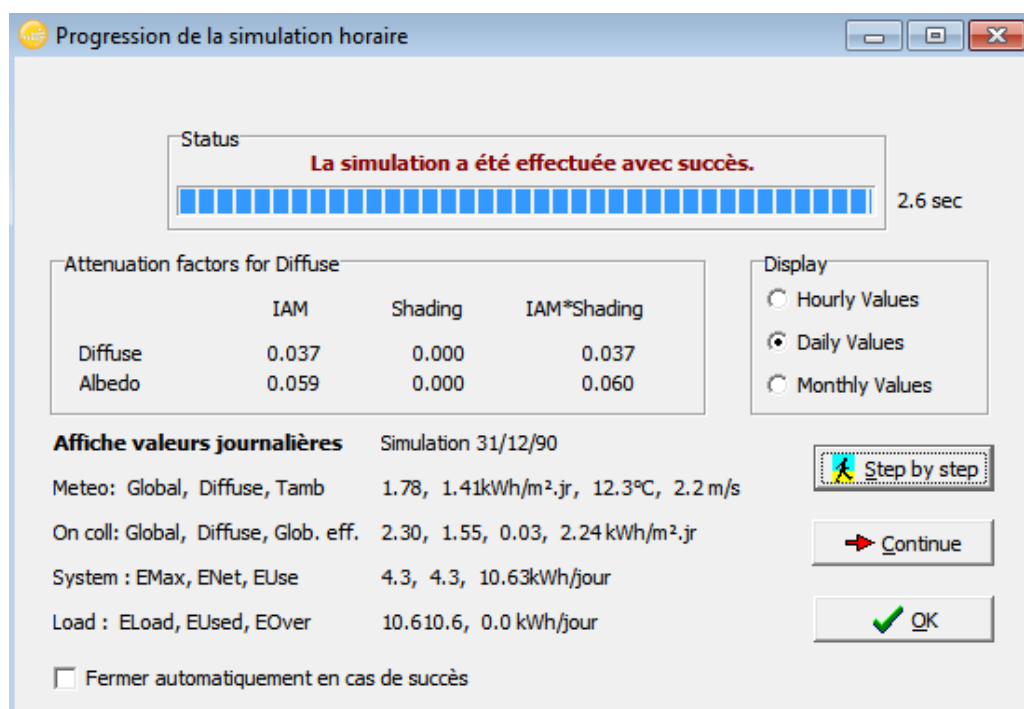 Progression de la simulation horaire
Status
La simulation a été effectuée avec succès.
2.6 sec
Attenuation factors for Diffuse
IAM Shading IAM*Shading
Diffuse 0.037 0.000 0.037
Albedo 0.059 0.000 0.060
Display
Hourly Values
Daily Values
Monthly Values
Affiche valeurs journalières Simulation 31/12/90
Meteo: Global, Diffuse, Tamb 1.78, 1.41kWh/m².jr, 12.3°C, 2.2 m/s
On coll: Global, Diffuse, Glob. eff. 2.30, 1.55, 0.03, 2.24 kWh/m².jr
System : EMax, ENet, EUse 4.3, 4.3, 10.63kWh/jour
Load : ELoad, EUsed, EOver 10.610.6, 0.0 kWh/jour
Step by step
Continue
OK
Fermer automatiquement en cas de succès